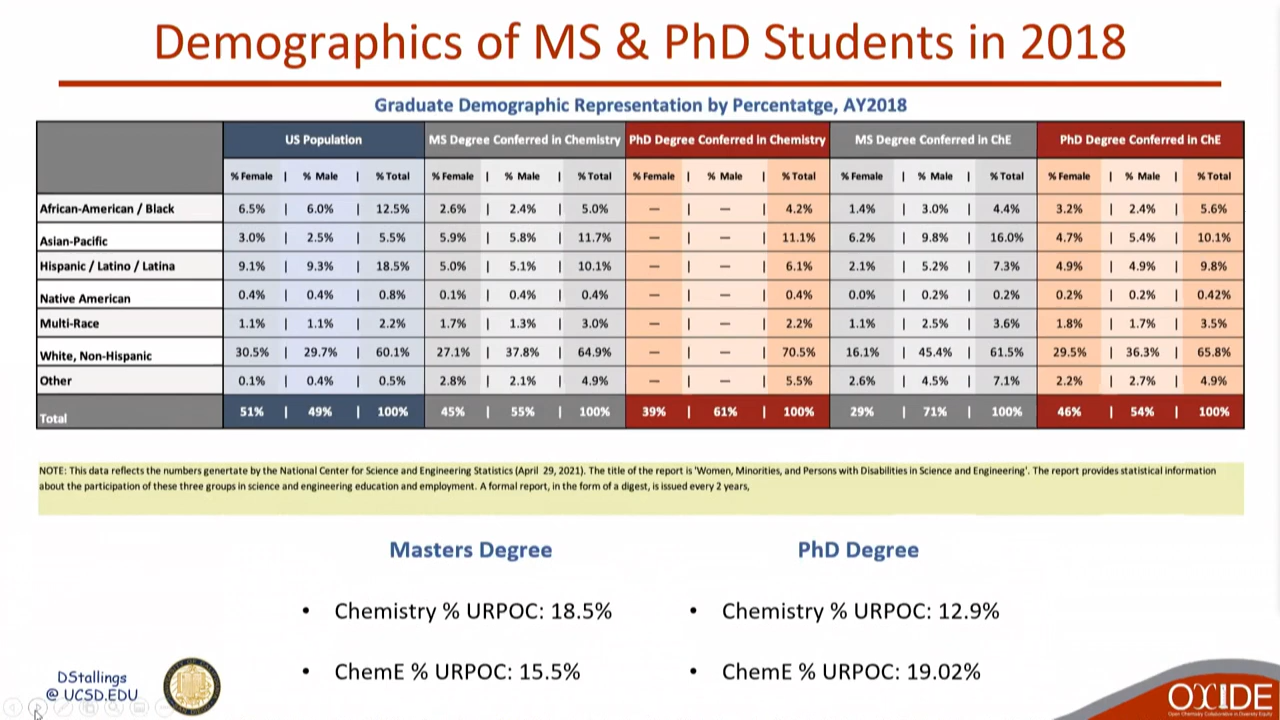 Demographics of MS & PhD Students in 2018
Graduate Demographic Representation by Percentatge, AY2018
US Population MS Degree Conferred in Chemistry PhD Degree Conferred in Chemistry MS Degree Conferred in ChE PhD Degree Conferred in ChE
% Female | % Male | % Total % Female | % Male | % Total % Female | % Male | % Total % Female | % Male | % Total % Female | % Male | % Total
African-American / Black 6.5% | 6.0% | 12.5% 2.6% | 2.4% | 5.0% — | — | 4.2% 1.4% | 3.0% | 4.4% 3.2% | 2.4% | 5.6%
Asian-Pacific 3.0% | 2.5% | 5.5% 5.9% | 5.8% | 11.7% — | — | 11.1% 6.2% | 9.8% | 16.0% 4.7% | 5.4% | 10.1%
Hispanic / Latino / Latina 9.1% | 9.3% | 18.5% 5.0% | 5.1% | 10.1% — | — | 6.1% 2.1% | 5.2% | 7.3% 4.9% | 4.9% | 9.8%
Native American 0.4% | 0.4% | 0.8% 0.1% | 0.4% | 0.4% — | — | 0.4% 0.0% | 0.2% | 0.2% 0.2% | 0.2% | 0.42%
Multi-Race 1.1% | 1.1% | 2.2% 1.7% | 1.3% | 3.0% — | — | 2.2% 1.1% | 2.5% | 3.6% 1.8% | 1.7% | 3.5%
White, Non-Hispanic 30.5% | 29.7% | 60.1% 27.1% | 37.8% | 64.9% — | — | 70.5% 16.1% | 45.4% | 61.5% 29.5% | 36.3% | 65.8%
Other 0.1% | 0.4% | 0.5% 2.8% | 2.1% | 4.9% — | — | 5.5% 2.6% | 4.5% | 7.1% 2.2% | 2.7% | 4.9%
Total 51% | 49% | 100% 45% | 55% | 100% 39% | 61% | 100% 29% | 71% | 100% 46% | 54% | 100%
NOTE: This data reflects the numbers genertate by the National Center for Science and Engineering Statistics (April 29, 2021). The title of the report is 'Women, Minorities, and Persons with Disabilities in Science and Engineering'. The report provides statistical information
about the participation of these three groups in science and engineering education and employment. A formal report, in the form of a digest, is issued every 2 years,
Masters Degree
• Chemistry % URPOC: 18.5%
• ChemE % URPOC: 15.5%
PhD Degree
• Chemistry % URPOC: 12.9%
• ChemE % URPOC: 19.02%
DStallings
@ UCSD.EDU
OXIDE
Open Chemistry Collaborative in Diversity Equity